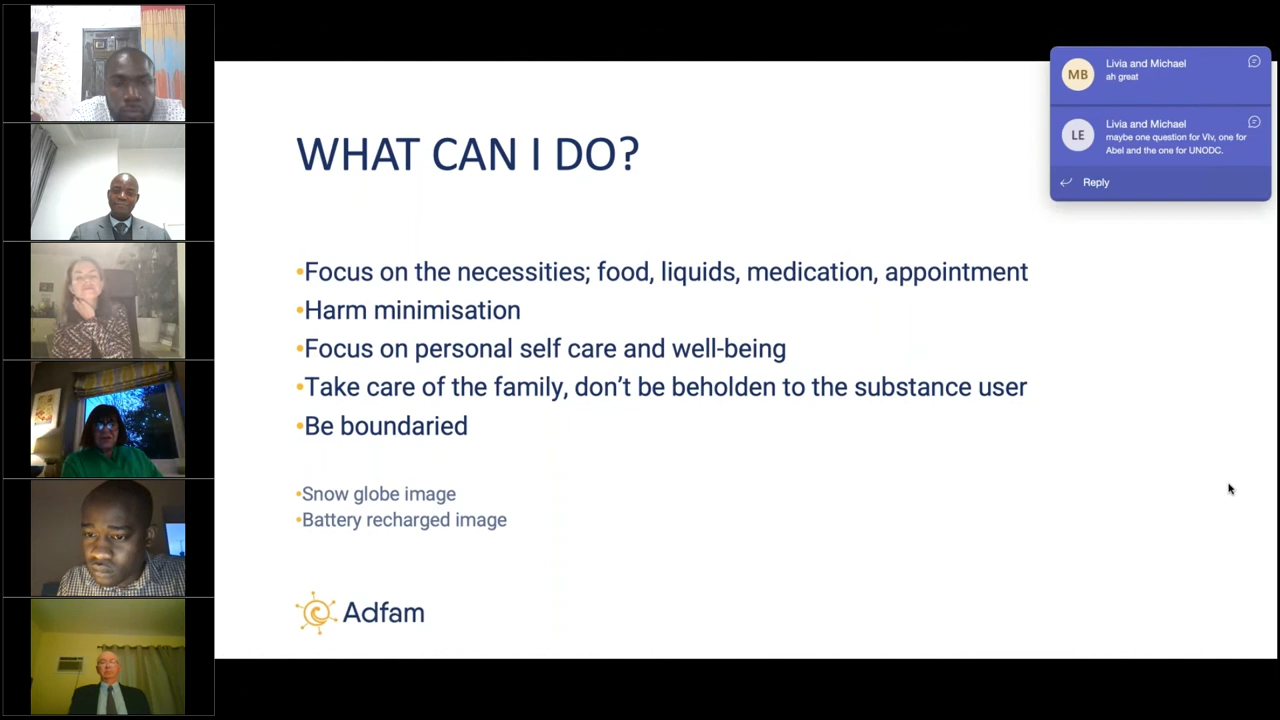 WHAT CAN I DO?
•Focus on the necessities; food, liquids, medication, appointment
•Harm minimisation
•Focus on personal self care and well-being
•Take care of the family, don’t be beholden to the substance user
•Be boundaried
•Snow globe image
•Battery recharged image
Adfam
MB
Livia and Michael
ah great
LE
Livia and Michael
maybe one question for VIv, one for
Abel and the one for UNODC.
Reply